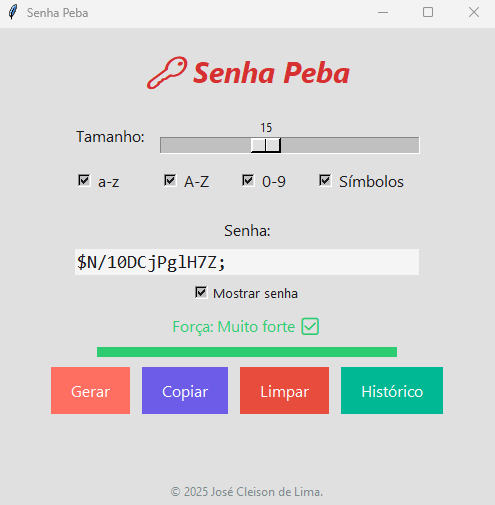 Senha Peba
Senha Peba
15
Tamanho:
a-z A-Z 0-9 Símbolos
Senha:
$N/10DCjPglH7Z;
Mostrar senha
Força: Muito forte
Gerar Copiar Limpar Histórico
© 2025 José Cleison de Lima.